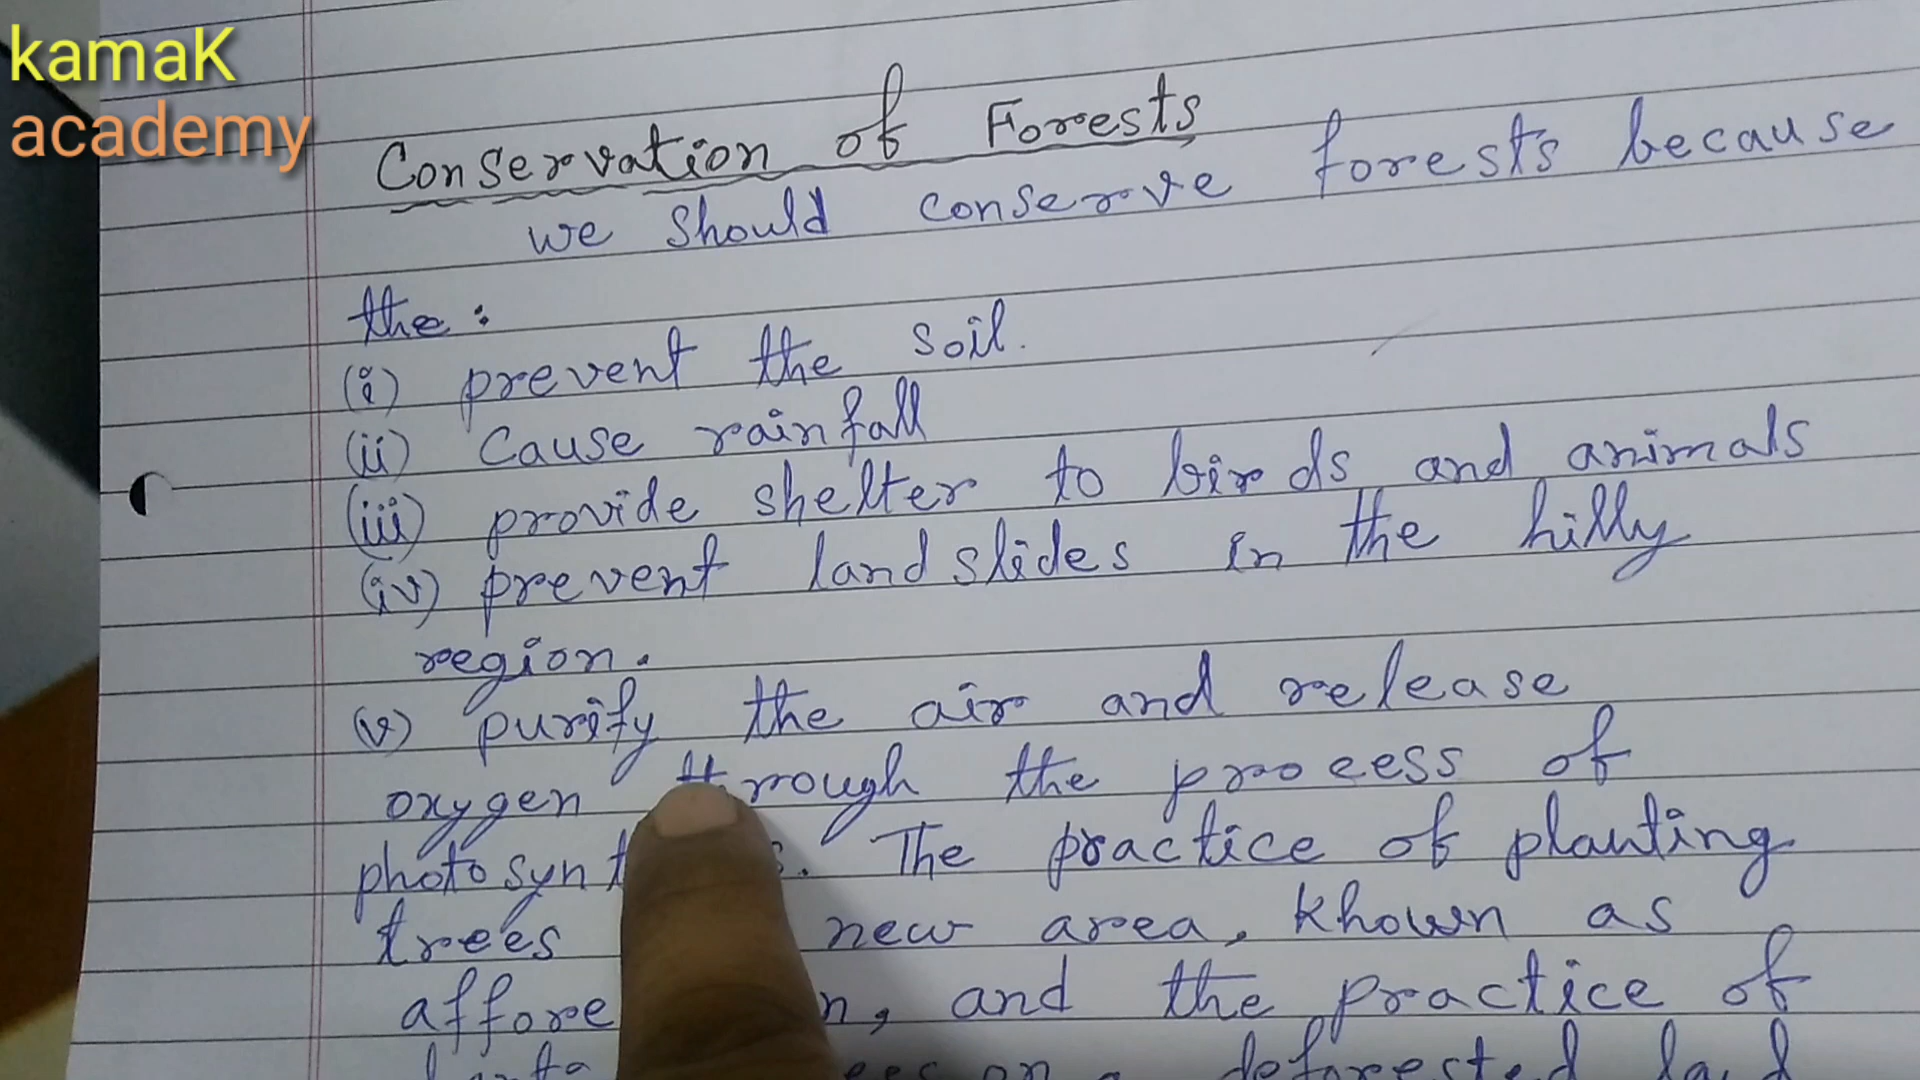 kamaK
academy
Conservation of Forests
we should conserve forests because
the :
(i) prevent the soil.
(ii) Cause rainfall
(iii) provide shelter to birds and animals
(iv) prevent landslides in the hilly
region.
(v) purify the air and release
oxygen through the process of
The practice of planting
trees new area, known as
and the practice of
deforested land